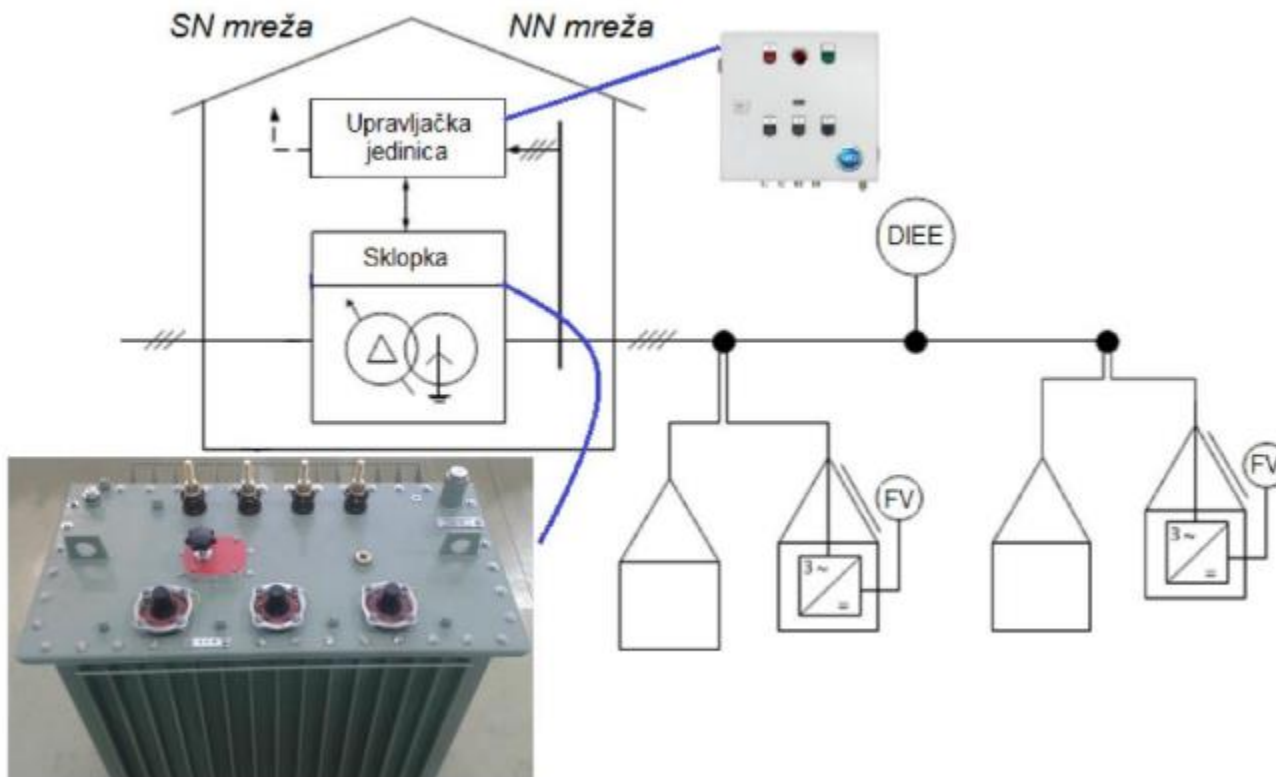 SN mreža
NN mreža
Upravljačka
jedinica
Sklopka
DIEE
FV
3 ~
=
FV
3 ~
=